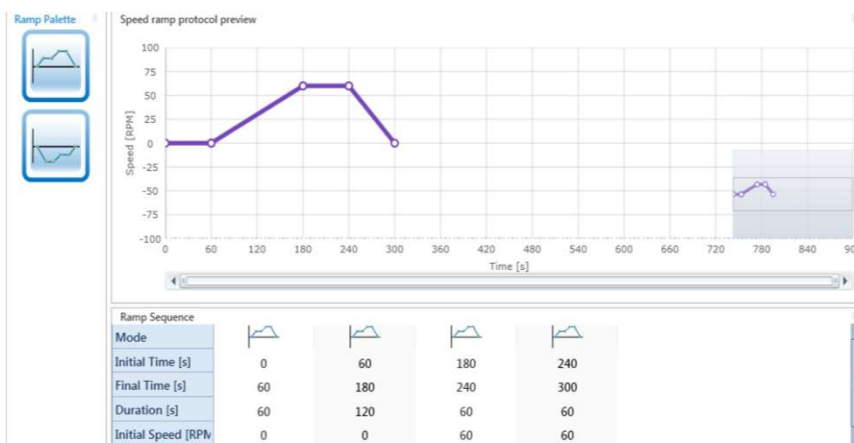 Ramp Palette
Speed ramp protocol preview
100
75
50
25
0
-25
-50
-75
-100
Speed [RPM]
0 60 120 180 240 300 360 420 480 540 600 660 720 780 840 90
Time [s]
Ramp Sequence
Mode
Initial Time [s] 0 60 180 240
Final Time [s] 60 180 240 300
Duration [s] 60 120 60 60
Initial Speed [RPM 0 0 60 60